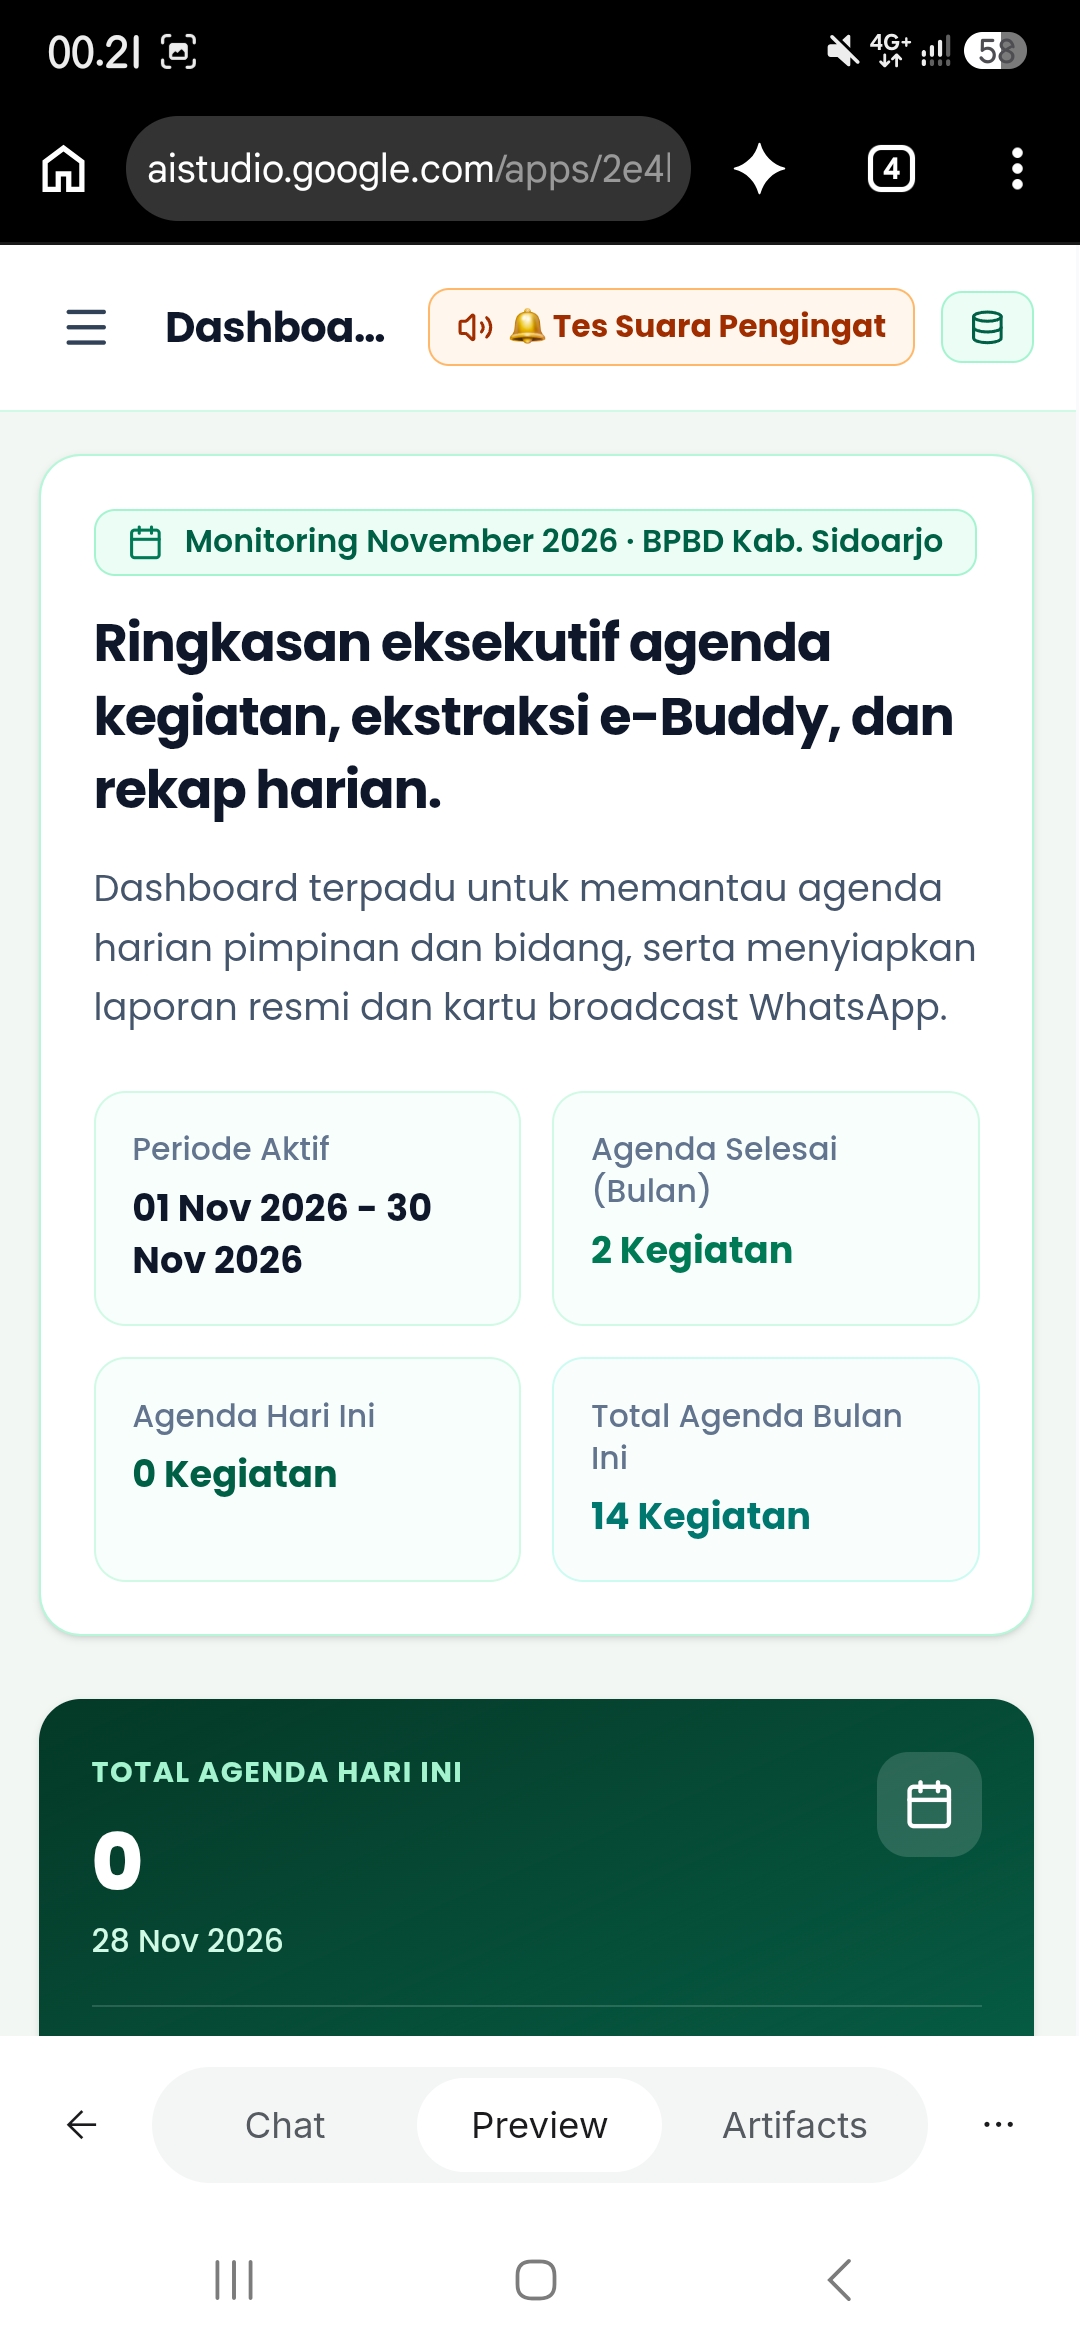 00.21
4G+
58
aistudio.google.com/apps/2e4
4
Dashboa...
🔔 Tes Suara Pengingat
Monitoring November 2026 · BPBD Kab. Sidoarjo
Ringkasan eksekutif agenda
kegiatan, ekstraksi e-Buddy, dan
rekap harian.
Dashboard terpadu untuk memantau agenda
harian pimpinan dan bidang, serta menyiapkan
laporan resmi dan kartu broadcast WhatsApp.
Periode Aktif
01 Nov 2026 - 30
Nov 2026
Agenda Selesai
(Bulan)
2 Kegiatan
Agenda Hari Ini
0 Kegiatan
Total Agenda Bulan
Ini
14 Kegiatan
TOTAL AGENDA HARI INI
0
28 Nov 2026
Chat
Preview
Artifacts